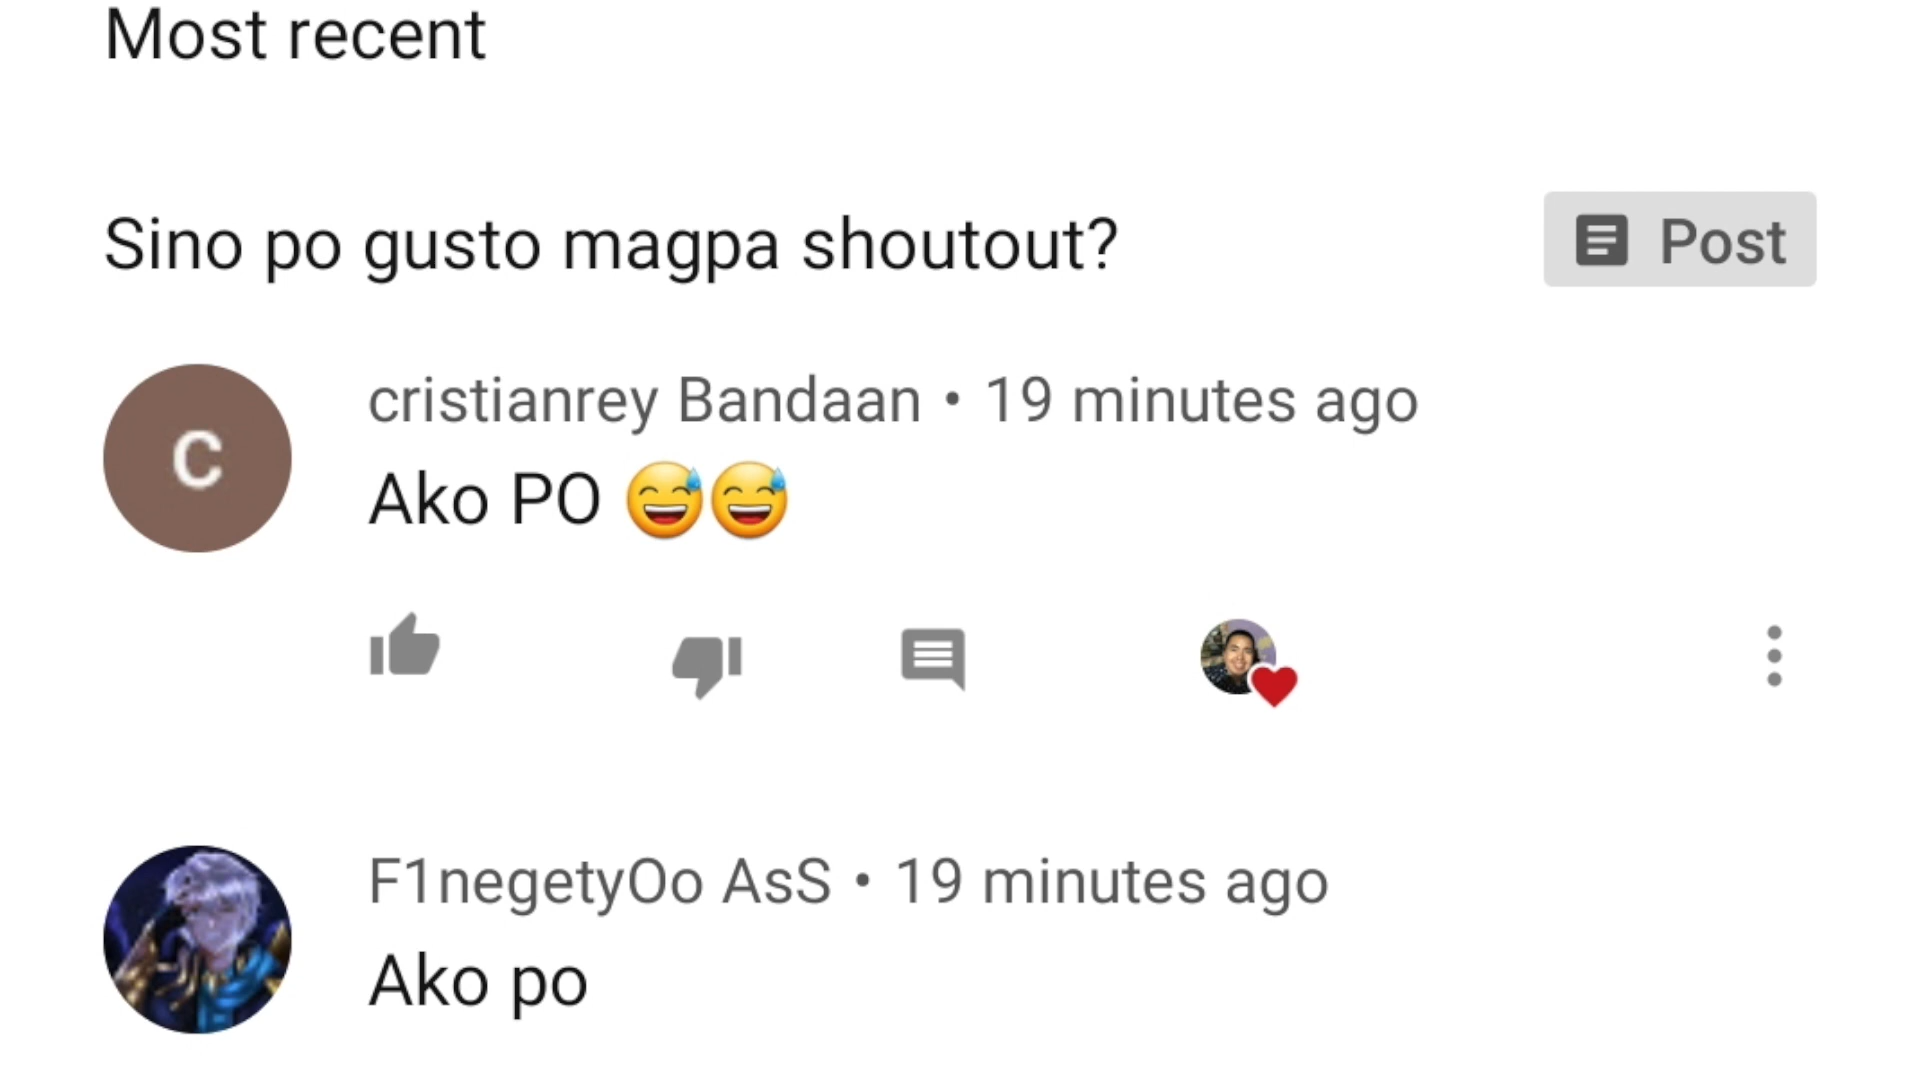 Most recent
Sino po gusto magpa shoutout?
Post
C
cristianrey Bandaan • 19 minutes ago
Ako PO 😅😅
F1negetyOo AsS • 19 minutes ago
Ako po